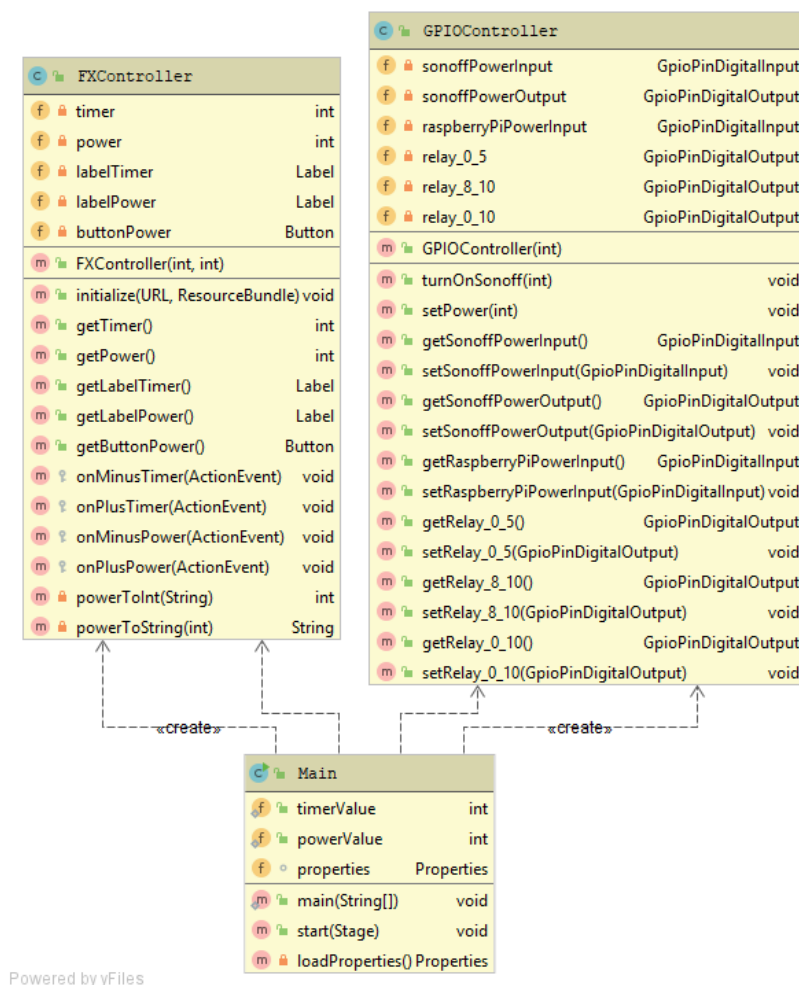 FXController
timer int
power int
labelTimer Label
labelPower Label
buttonPower Button
FXController(int, int)
initialize(URL, ResourceBundle) void
getTimer() int
getPower() int
getLabelTimer() Label
getLabelPower() Label
getButtonPower() Button
onMinusTimer(ActionEvent) void
onPlusTimer(ActionEvent) void
onMinusPower(ActionEvent) void
onPlusPower(ActionEvent) void
powerToInt(String) int
powerToString(int) String
GPIOController
sonoffPowerInput GpioPinDigitalInput
sonoffPowerOutput GpioPinDigitalOutput
raspberryPiPowerInput GpioPinDigitalInput
relay_0_5 GpioPinDigitalOutput
relay_8_10 GpioPinDigitalOutput
relay_0_10 GpioPinDigitalOutput
GPIOController(int)
turnOnSonoff(int) void
setPower(int) void
getSonoffPowerInput() GpioPinDigitalInput
setSonoffPowerInput(GpioPinDigitalInput) void
getSonoffPowerOutput() GpioPinDigitalOutput
setSonoffPowerOutput(GpioPinDigitalOutput) void
getRaspberryPiPowerInput() GpioPinDigitalInput
setRaspberryPiPowerInput(GpioPinDigitalInput) void
getRelay_0_5() GpioPinDigitalOutput
setRelay_0_5(GpioPinDigitalOutput) void
getRelay_8_10() GpioPinDigitalOutput
setRelay_8_10(GpioPinDigitalOutput) void
getRelay_0_10() GpioPinDigitalOutput
setRelay_0_10(GpioPinDigitalOutput) void
«create» «create»
Main
timerValue int
powerValue int
properties Properties
main(String[]) void
start(Stage) void
loadProperties() Properties
Powered by yFiles